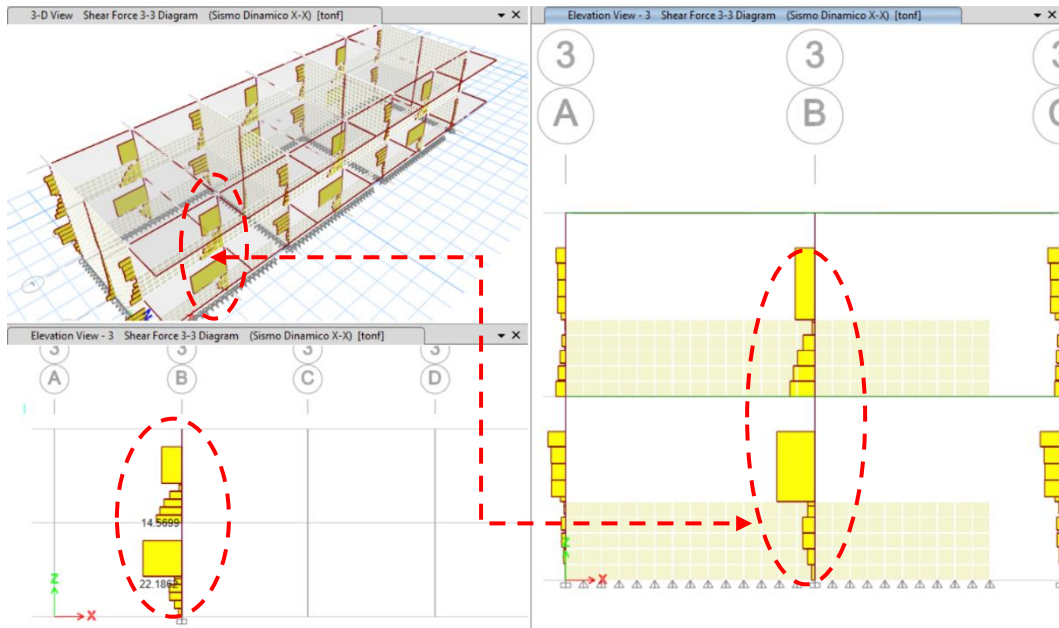 3-D View Shear Force 3-3 Diagram (Sismo Dinamico X-X) [tonf]
Elevation View - 3 Shear Force 3-3 Diagram (Sismo Dinamico X-X) [tonf]
3 3
A B
Z
X
Elevation View - 3 Shear Force 3-3 Diagram (Sismo Dinamico X-X) [tonf]
3 3 3 3
A B C D
14.5699
22.1862
Z
X